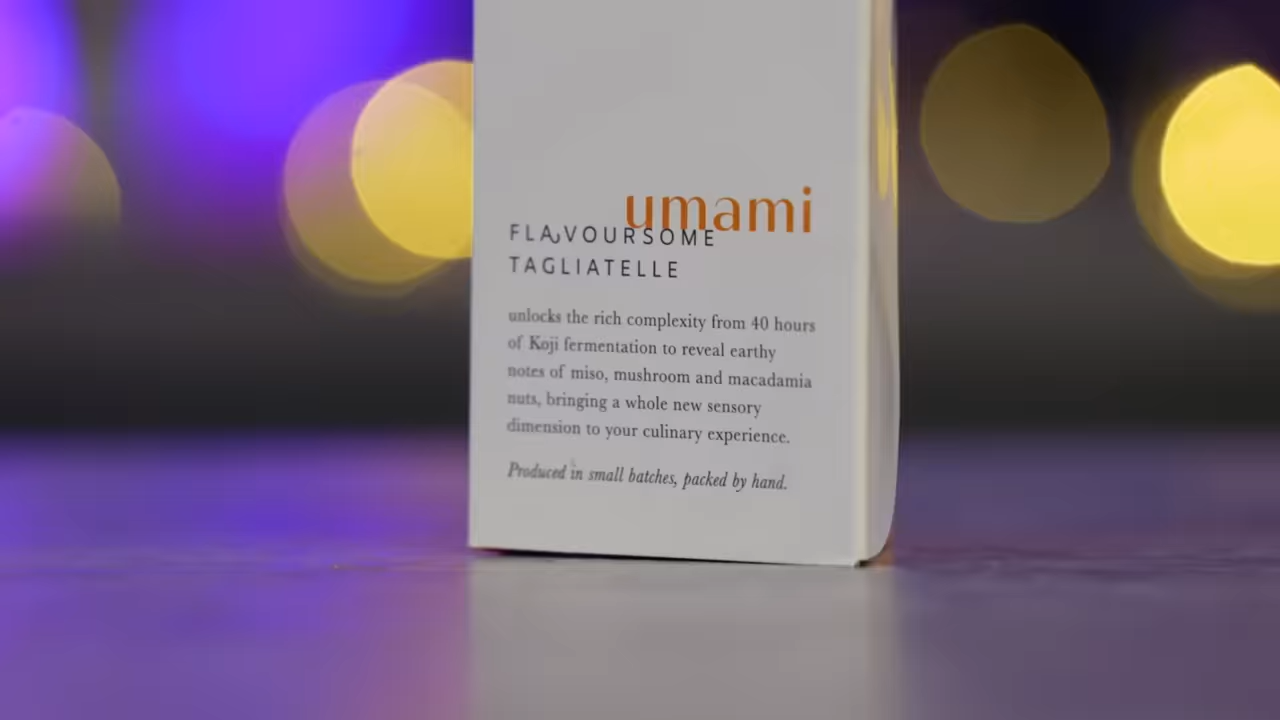 umami
FLAVOURSOME
TAGLIATELLE
unlocks the rich complexity from 40 hours
of Koji fermentation to reveal earthy
notes of miso, mushroom and macadamia
nuts, bringing a whole new sensory
dimension to your culinary experience.
Produced in small batches, packed by hand.